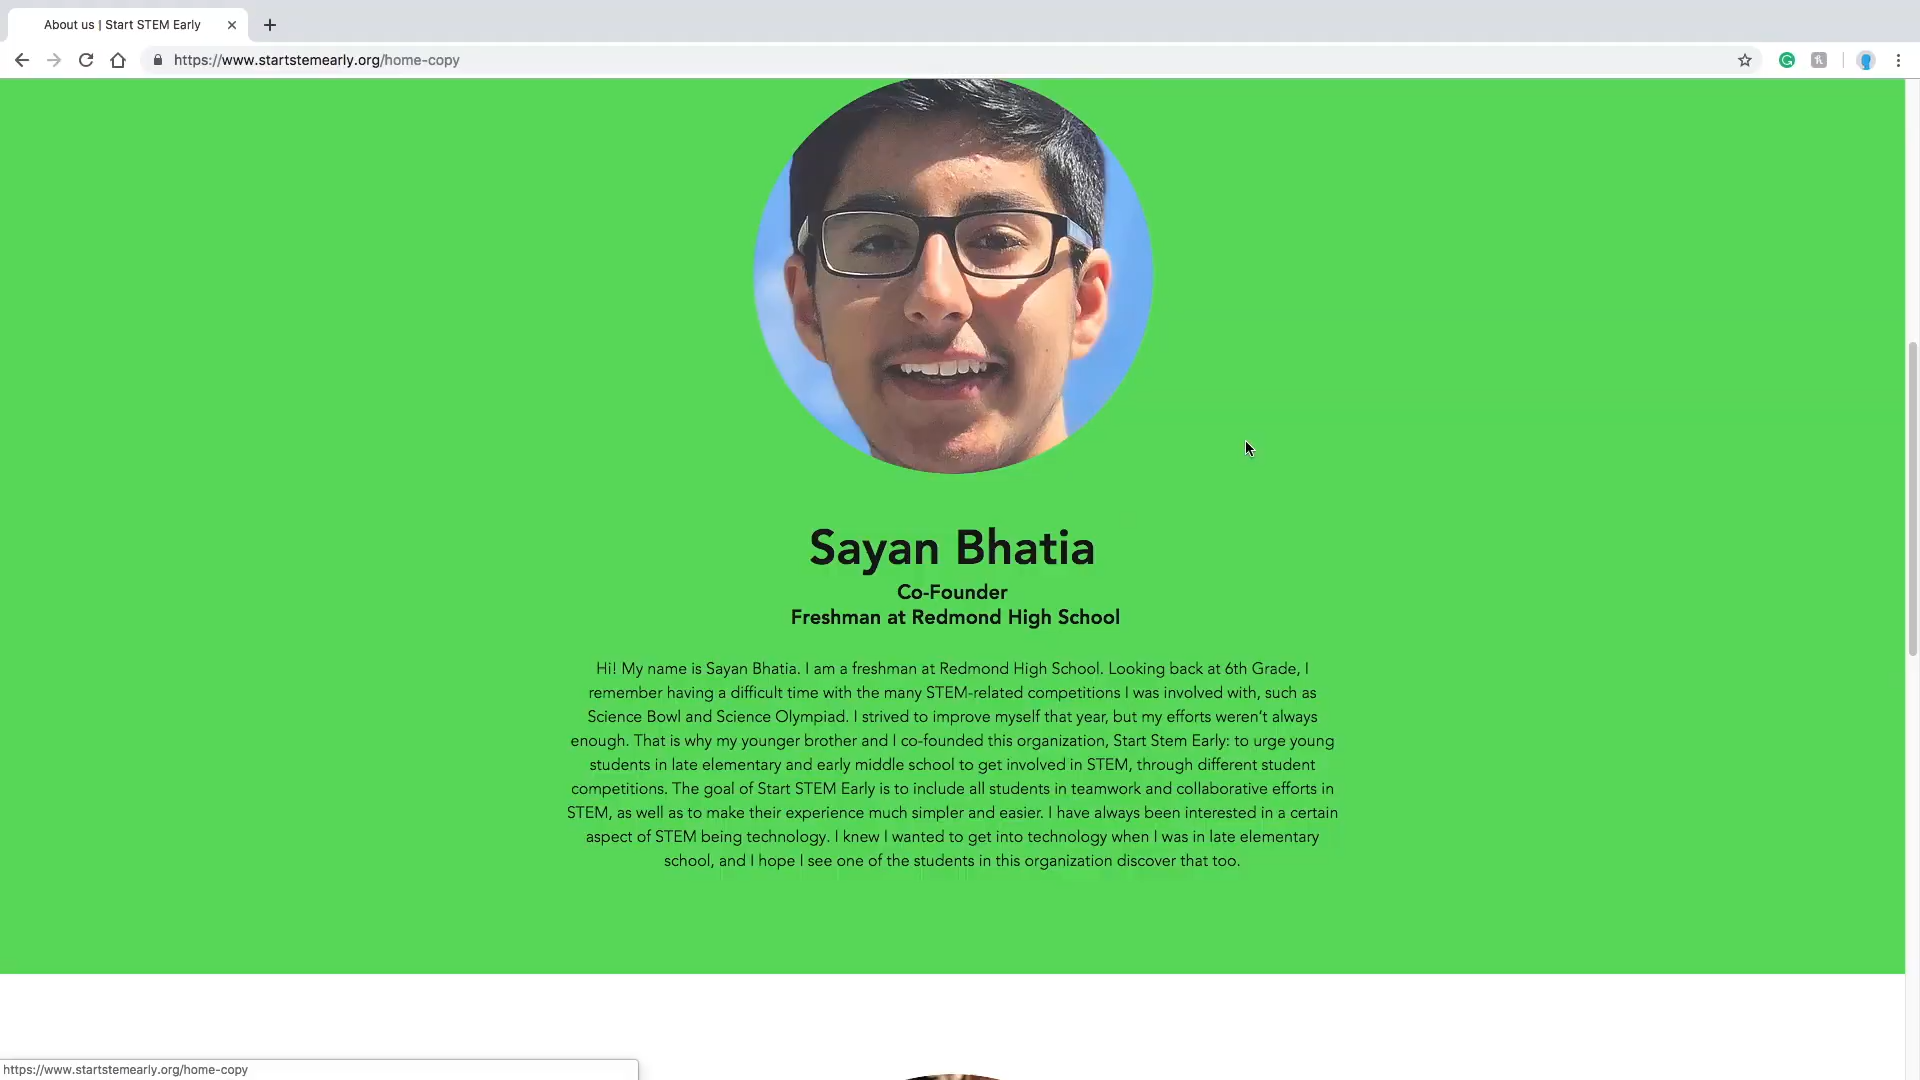 About us | Start STEM Early
https://www.startstemearly.org/home-copy
Sayan Bhatia
Co-Founder
Freshman at Redmond High School
Hi! My name is Sayan Bhatia. I am a freshman at Redmond High School. Looking back at 6th Grade, I
remember having a difficult time with the many STEM-related competitions I was involved with, such as
Science Bowl and Science Olympiad. I strived to improve myself that year, but my efforts weren't always
enough. That is why my younger brother and I co-founded this organization, Start Stem Early: to urge young
students in late elementary and early middle school to get involved in STEM, through different student
competitions. The goal of Start STEM Early is to include all students in teamwork and collaborative efforts in
STEM, as well as to make their experience much simpler and easier. I have always been interested in a certain
aspect of STEM being technology. I knew I wanted to get into technology when I was in late elementary
school, and I hope I see one of the students in this organization discover that too.
https://www.startstemearly.org/home-copy